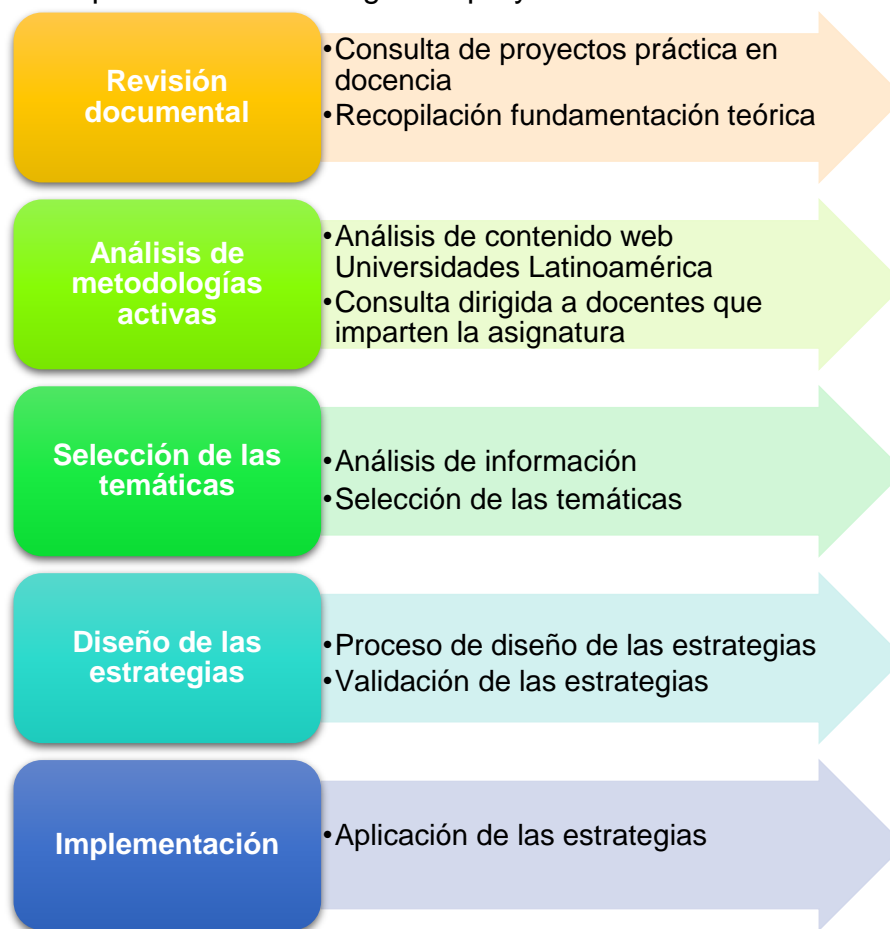 Revisión
documental
•Consulta de proyectos práctica en
docencia
•Recopilación fundamentación teórica
Análisis de
metodologías
activas
•Análisis de contenido web
Universidades Latinoamérica
•Consulta dirigida a docentes que
imparten la asignatura
Selección de las
temáticas
•Análisis de información
•Selección de las temáticas
Diseño de las
estrategias
•Proceso de diseño de las estrategias
•Validación de las estrategias
Implementación
•Aplicación de las estrategias